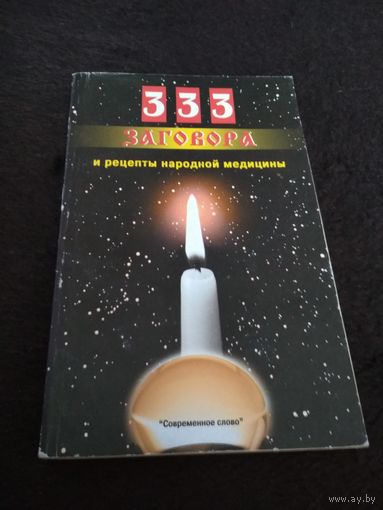 333
ЗАГОВОРА
и рецепты народной медицины
"Современное слово"
www.ay.by